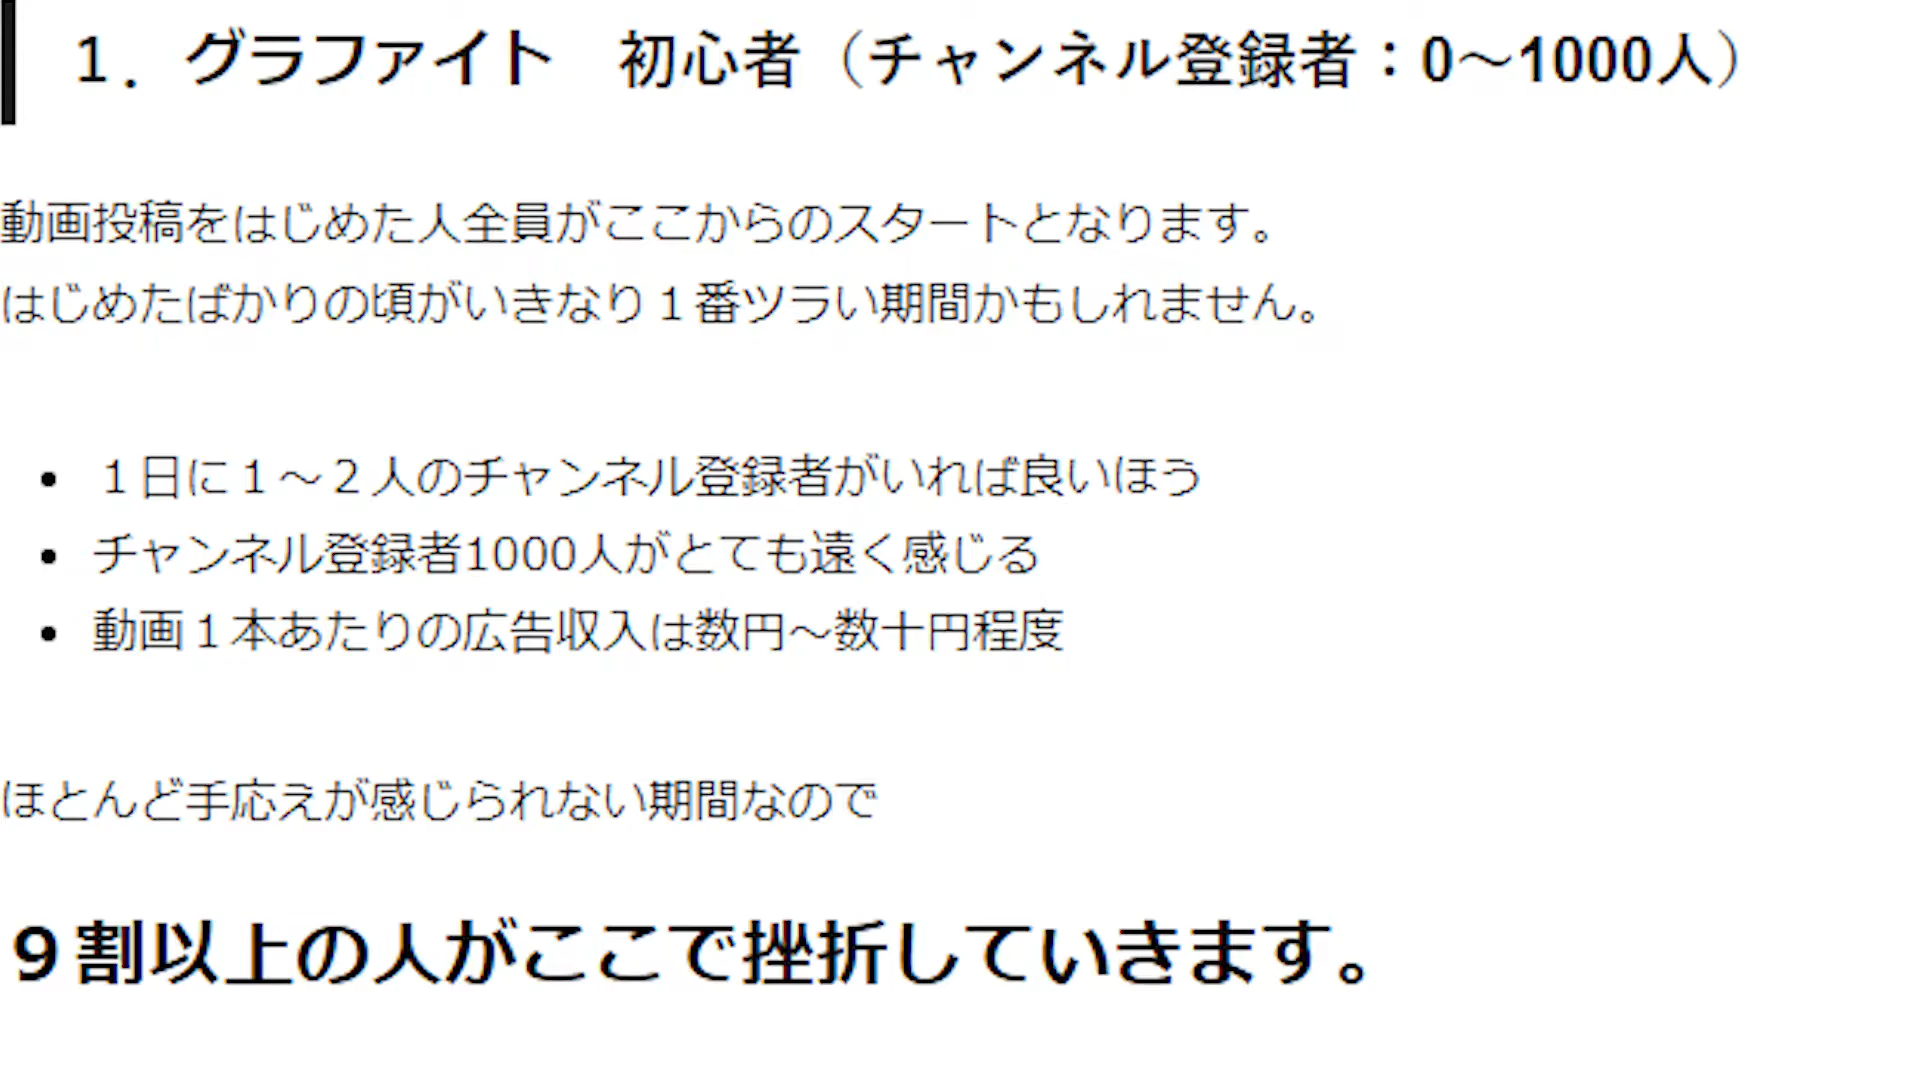 １．グラファイト　初心者（チャンネル登録者：0～1000人）
動画投稿をはじめた人全員がここからのスタートとなります。
はじめたばかりの頃がいきなり１番ツラい期間かもしれません。
• １日に１～２人のチャンネル登録者がいれば良いほう
• チャンネル登録者1000人がとても遠く感じる
• 動画１本あたりの広告収入は数円～数十円程度
ほとんど手応えが感じられない期間なので
９割以上の人がここで挫折していきます。